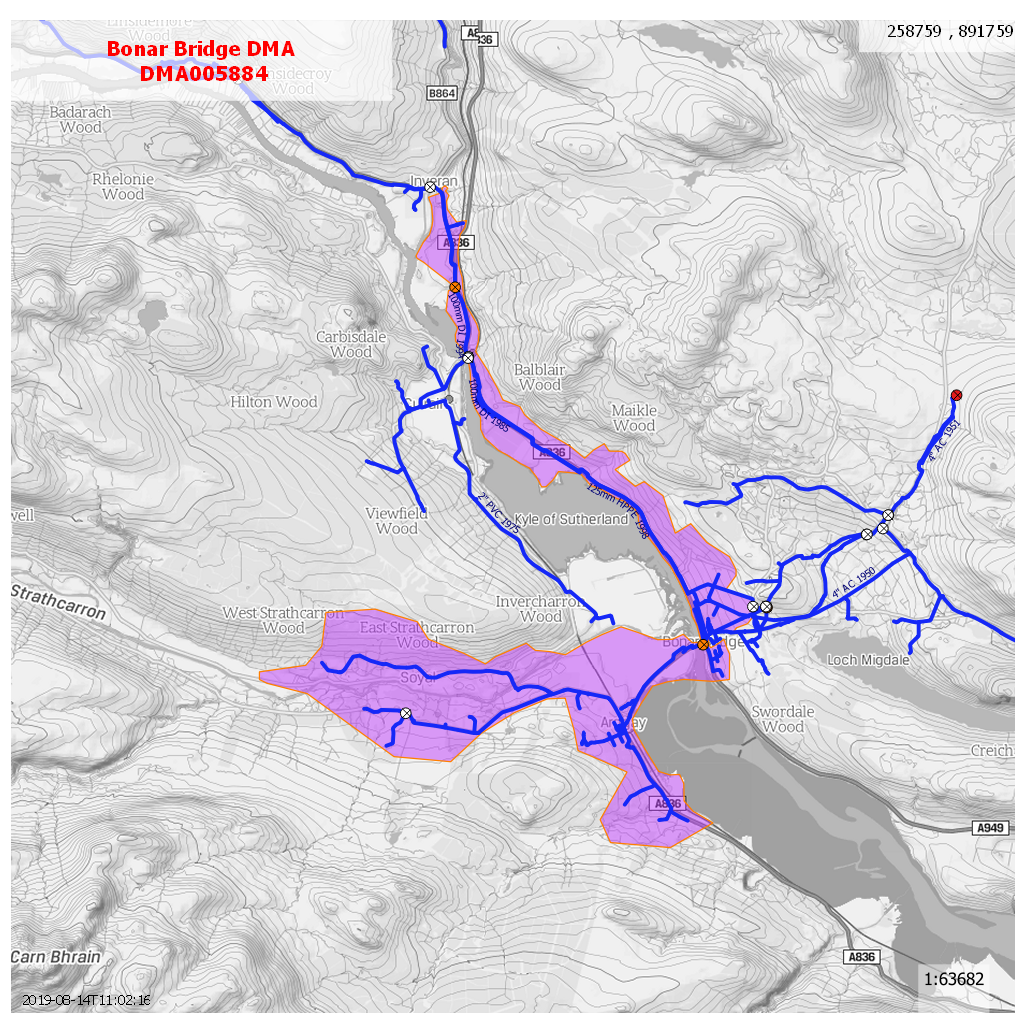 Linsidemore
Wood
258759 , 891759
A836
Bonar Bridge DMA
DMA005884
Wood
B864
Badarach
Wood
Inveran
Rhelonie
Wood
A836
100mm DI 1995
Carbisdale
Wood
Balblair
Wood
100mm DI 1985
Hilton Wood
Culrain
Maikle
Wood
4" AC 1951
A836
125mm HPPE 1998
2" PVC 1975
Viewfield
Wood
Kyle of Sutherland
4" AC 1950
Strathcarron
West Strathcarron
Wood
East Strathcarron
Wood
Invercharron
Wood
Bonar Bridge
Loch Migdale
Soyal
Swordale
Wood
Ardgay
Creich
A836
A949
Carn Bhrain
A836
1:63682
2019-08-14T11:02:16